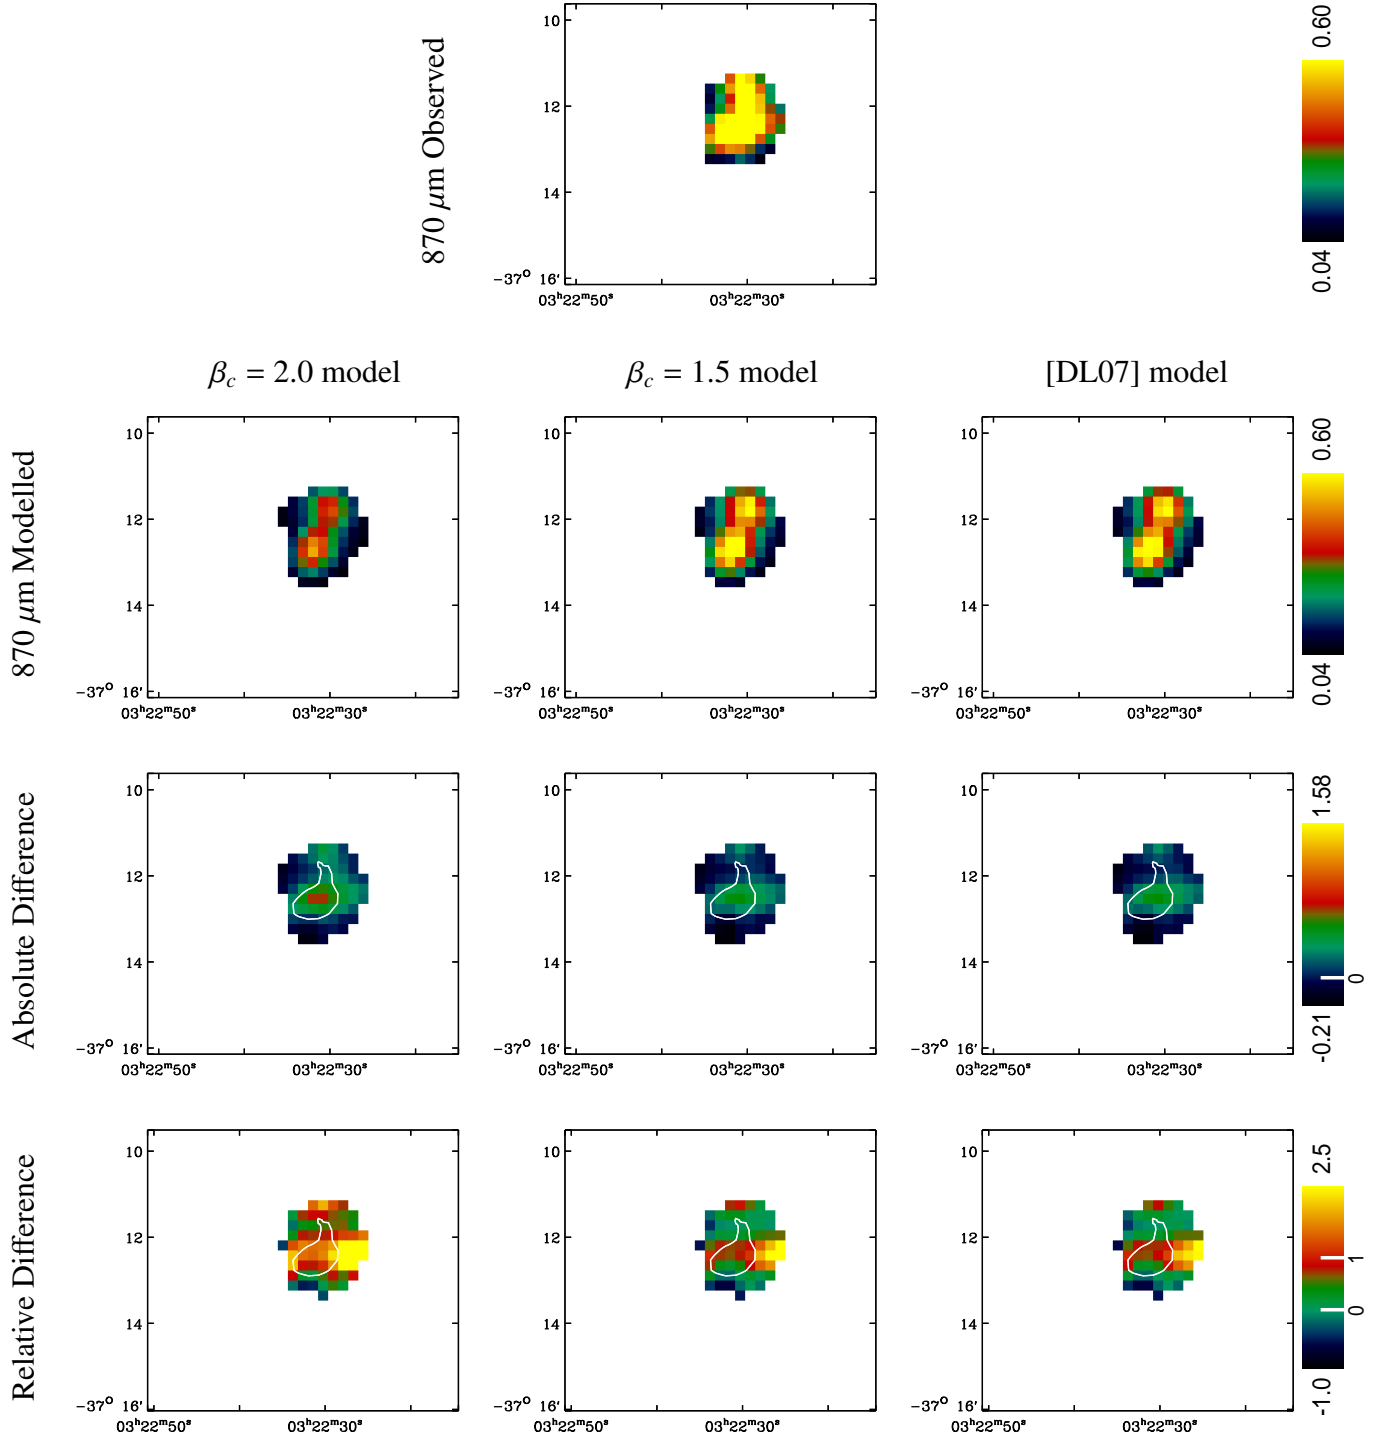 870 μm Observed
10
12
14
−37° 16′
03ʰ22ᵐ50ˢ
03ʰ22ᵐ30ˢ
0.60
0.04
β_c = 2.0 model
β_c = 1.5 model
[DL07] model
870 μm Modelled
10
12
14
−37° 16′
03ʰ22ᵐ50ˢ
03ʰ22ᵐ30ˢ
10
12
14
−37° 16′
03ʰ22ᵐ50ˢ
03ʰ22ᵐ30ˢ
10
12
14
−37° 16′
03ʰ22ᵐ50ˢ
03ʰ22ᵐ30ˢ
0.60
0.04
Absolute Difference
10
12
14
−37° 16′
03ʰ22ᵐ50ˢ
03ʰ22ᵐ30ˢ
10
12
14
−37° 16′
03ʰ22ᵐ50ˢ
03ʰ22ᵐ30ˢ
10
12
14
−37° 16′
03ʰ22ᵐ50ˢ
03ʰ22ᵐ30ˢ
1.58
0
-0.21
Relative Difference
10
12
14
−37° 16′
03ʰ22ᵐ50ˢ
03ʰ22ᵐ30ˢ
10
12
14
−37° 16′
03ʰ22ᵐ50ˢ
03ʰ22ᵐ30ˢ
10
12
14
−37° 16′
03ʰ22ᵐ50ˢ
03ʰ22ᵐ30ˢ
2.5
1
0
-1.0